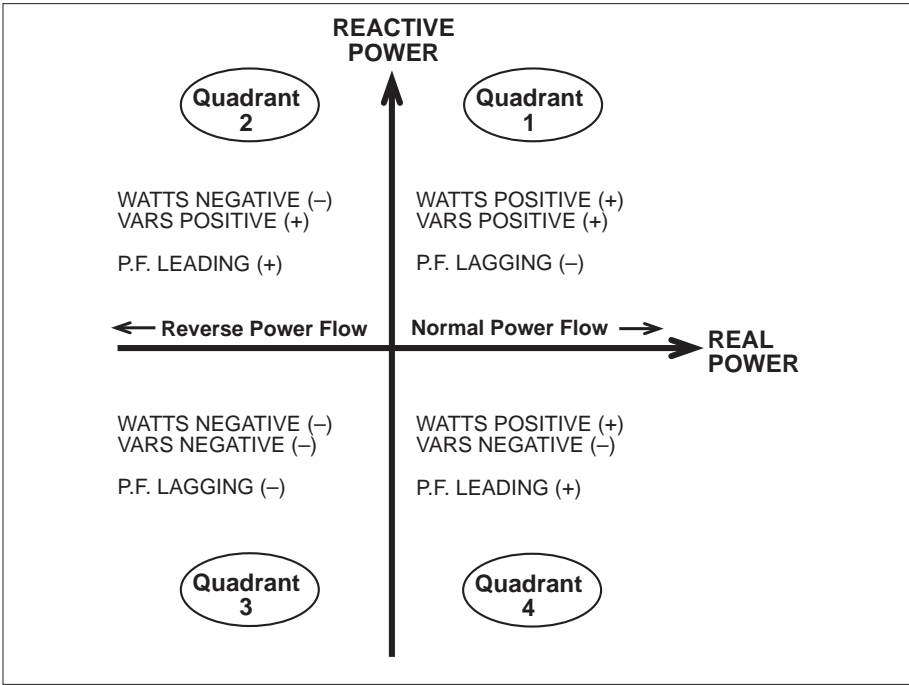 REACTIVE
POWER
Quadrant
2
Quadrant
1
WATTS NEGATIVE (–)
VARS POSITIVE (+)
P.F. LEADING (+)
WATTS POSITIVE (+)
VARS POSITIVE (+)
P.F. LAGGING (–)
Reverse Power Flow
Normal Power Flow
REAL
POWER
WATTS NEGATIVE (–)
VARS NEGATIVE (–)
P.F. LAGGING (–)
WATTS POSITIVE (+)
VARS NEGATIVE (–)
P.F. LEADING (+)
Quadrant
3
Quadrant
4